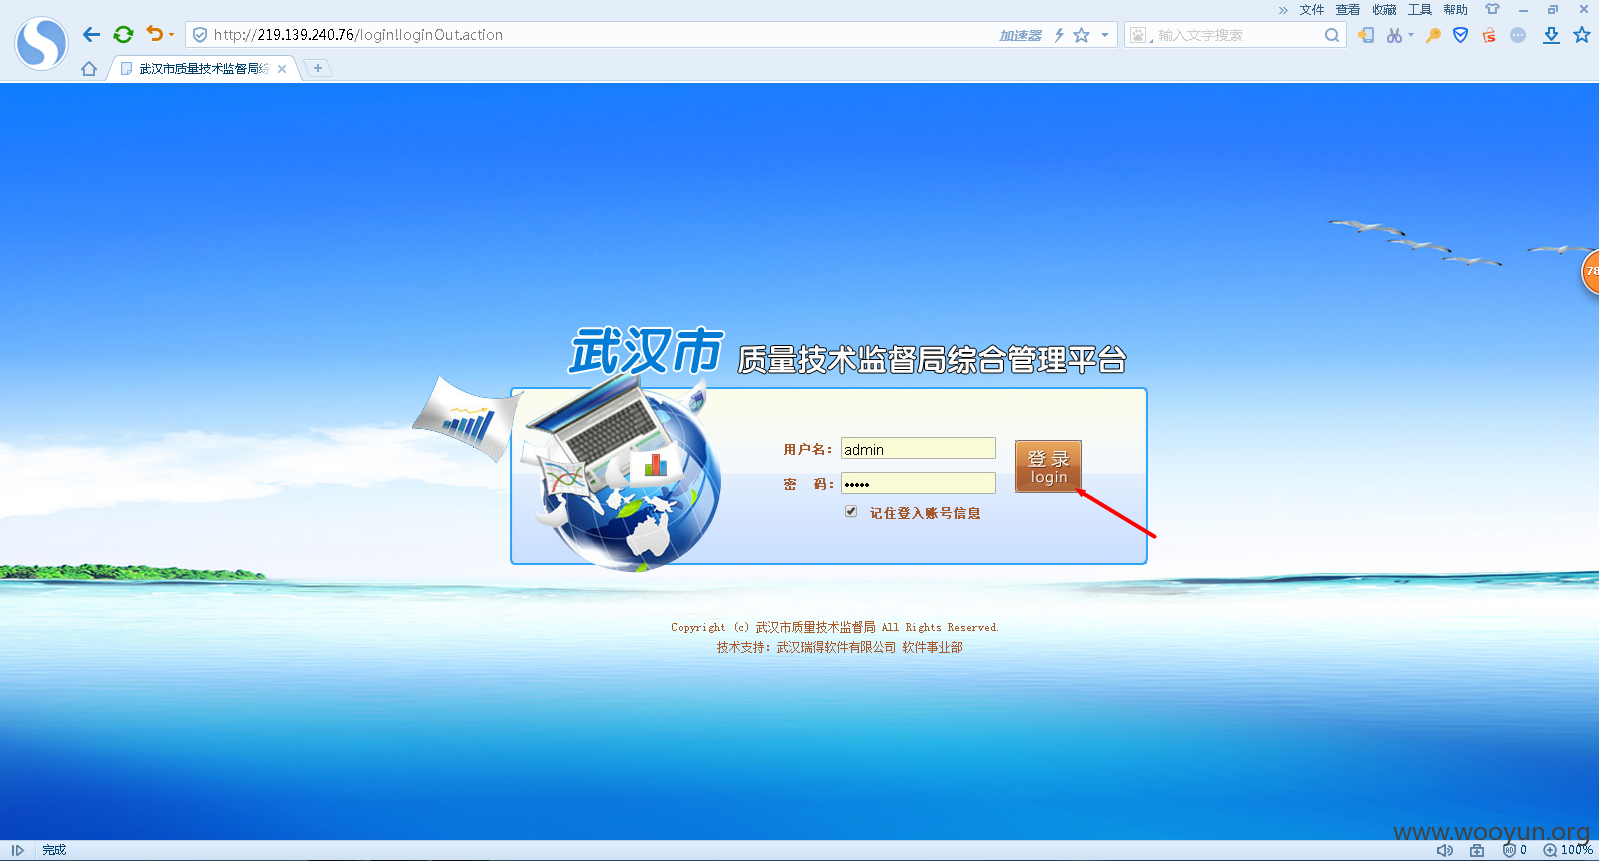 » 文件 查看 收藏 工具 帮助
http://219.139.240.76/login!loginOut.action 加速器 输入文字搜索
武汉市质量技术监督局综
78
武汉市 质量技术监督局综合管理平台
用户名: admin
密 码: •••••
登 录
login
记住登入账号信息
Copyright (c) 武汉市质量技术监督局 All Rights Reserved.
技术支持: 武汉瑞得软件有限公司 软件事业部
www.wooyun.org
完成 0 100%